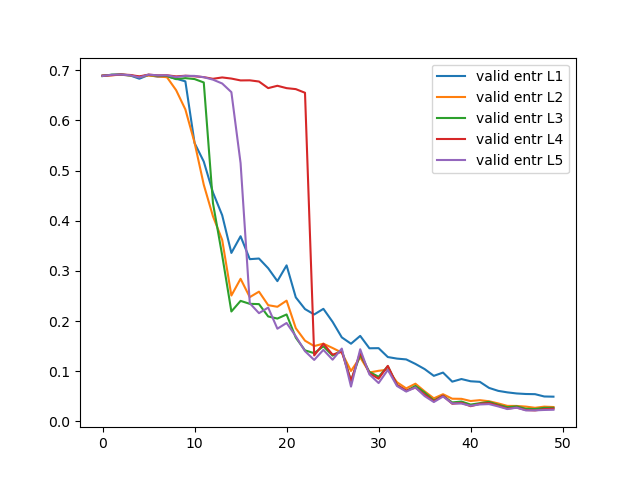 0.7
0.6
0.5
0.4
0.3
0.2
0.1
0.0
0 10 20 30 40 50
valid entr L1
valid entr L2
valid entr L3
valid entr L4
valid entr L5